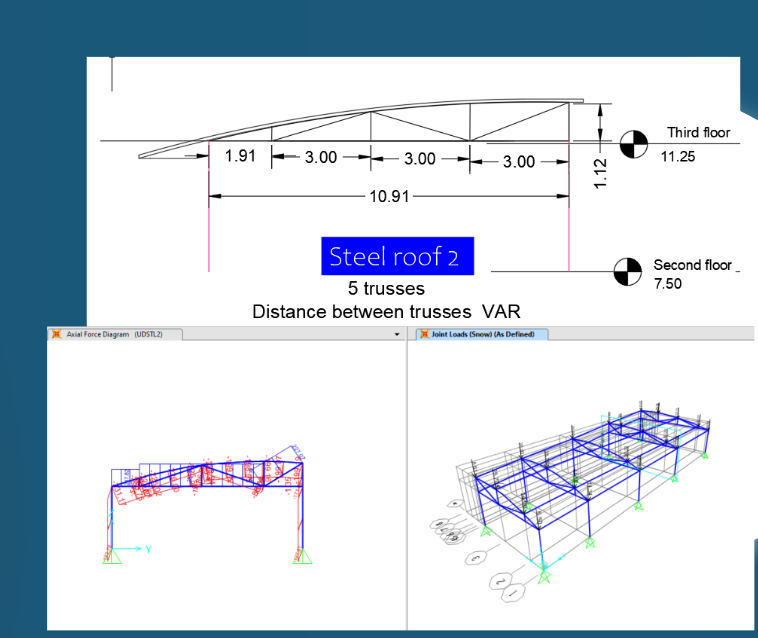 Third floor
11.25
1.91
3.00
3.00
3.00
1.12
10.91
Steel roof 2
Second floor
7.50
5 trusses
Distance between trusses VAR
Axial Force Diagram (UDSTL2)
Joint Loads (Snow) (As Defined)
Y